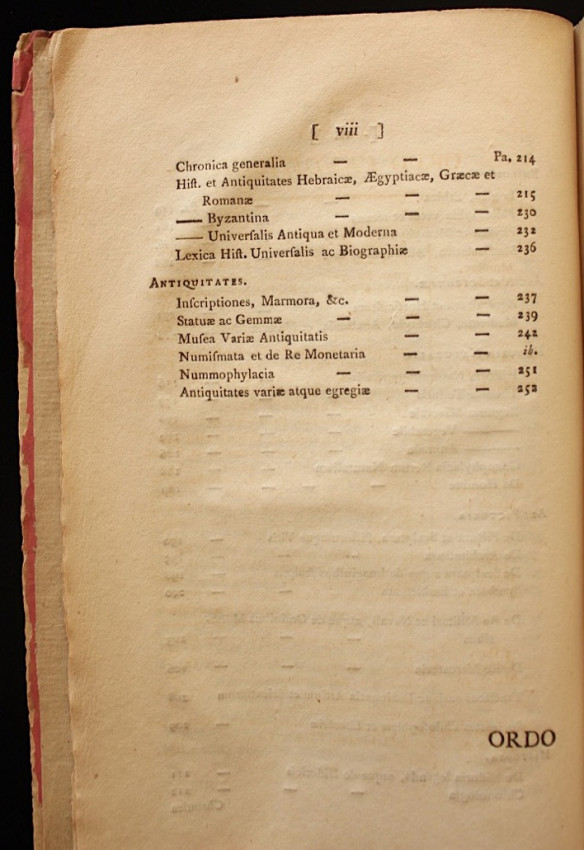 [ viii ]
Chronica generalia — — Pa. 214
Hiſt. et Antiquitates Hebraicæ, Ægyptiacæ, Græcæ et
Romanæ — — — 215
—— Byzantina — — — 230
—— Univerſalis Antiqua et Moderna — 232
Lexica Hiſt. Univerſalis ac Biographiæ — 236
ANTIQUITATES.
Inſcriptiones, Marmora, &c. — — 237
Statuæ ac Gemmæ — — — 239
Muſea Variæ Antiquitatis — — 242
Numiſmata et de Re Monetaria — — ib.
Nummophylacia — — — 251
Antiquitates variæ atque egregiæ — — 252
ORDO